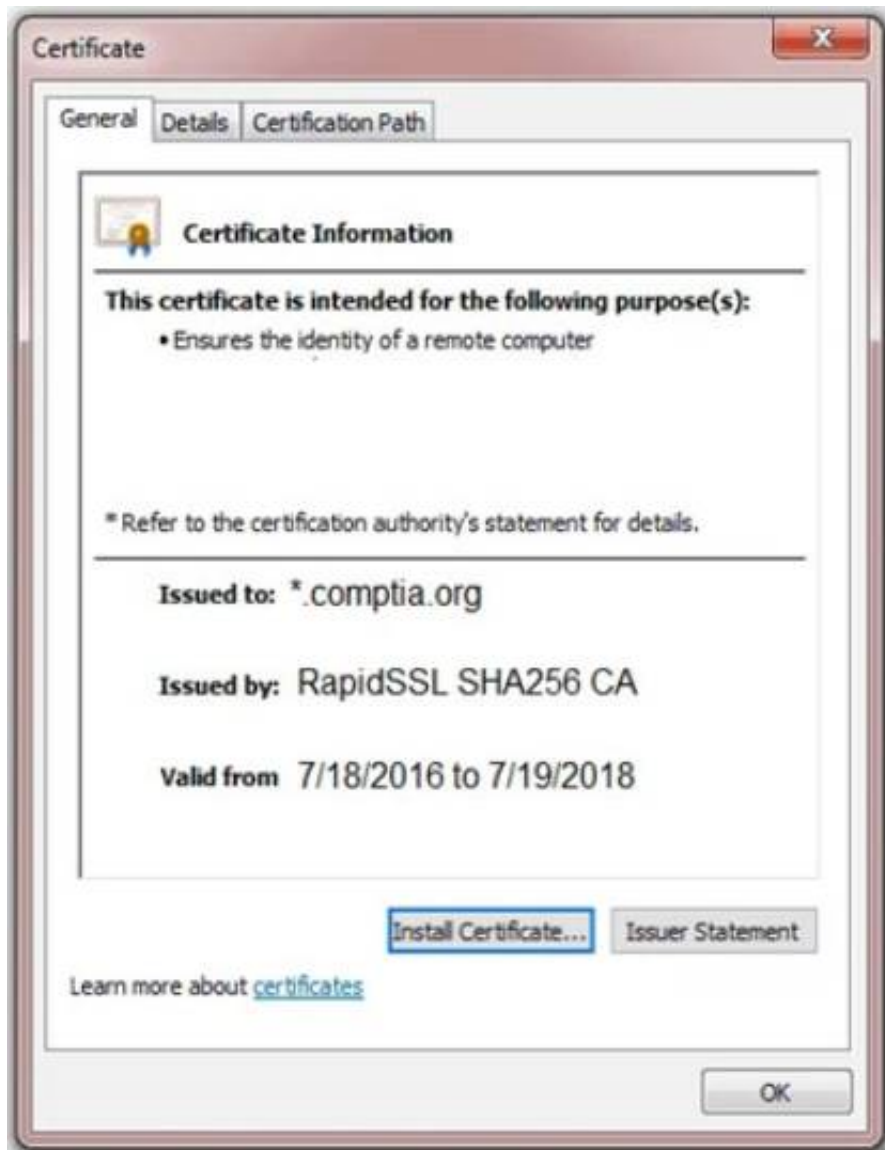 Certificate
General Details Certification Path
Certificate Information
This certificate is intended for the following purpose(s):
• Ensures the identity of a remote computer
* Refer to the certification authority's statement for details.
Issued to: *.comptia.org
Issued by: RapidSSL SHA256 CA
Valid from 7/18/2016 to 7/19/2018
Install Certificate... Issuer Statement
Learn more about certificates
OK